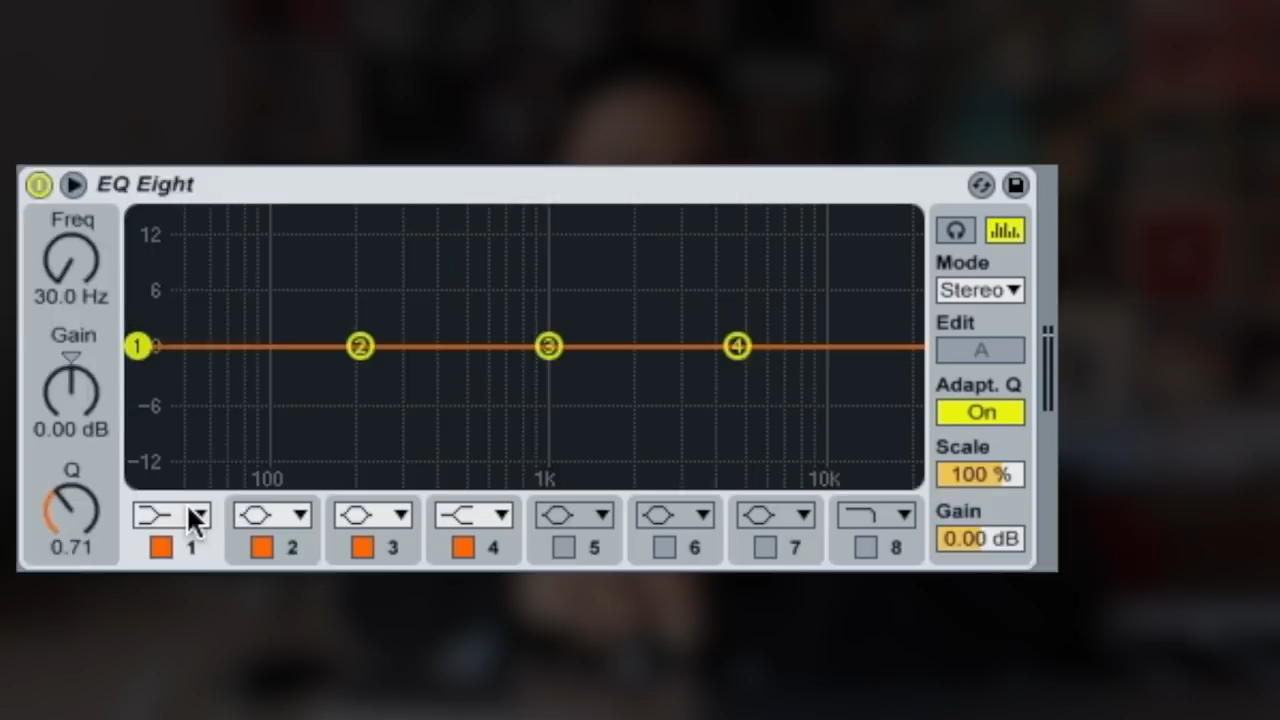 EQ Eight
Freq
30.0 Hz
Gain
0.00 dB
Q
0.71
12
6
0
-6
-12
100
1k
10k
1
2
3
4
1
2
3
4
5
6
7
8
Mode
Stereo
Edit
A
Adapt. Q
On
Scale
100 %
Gain
0.00 dB